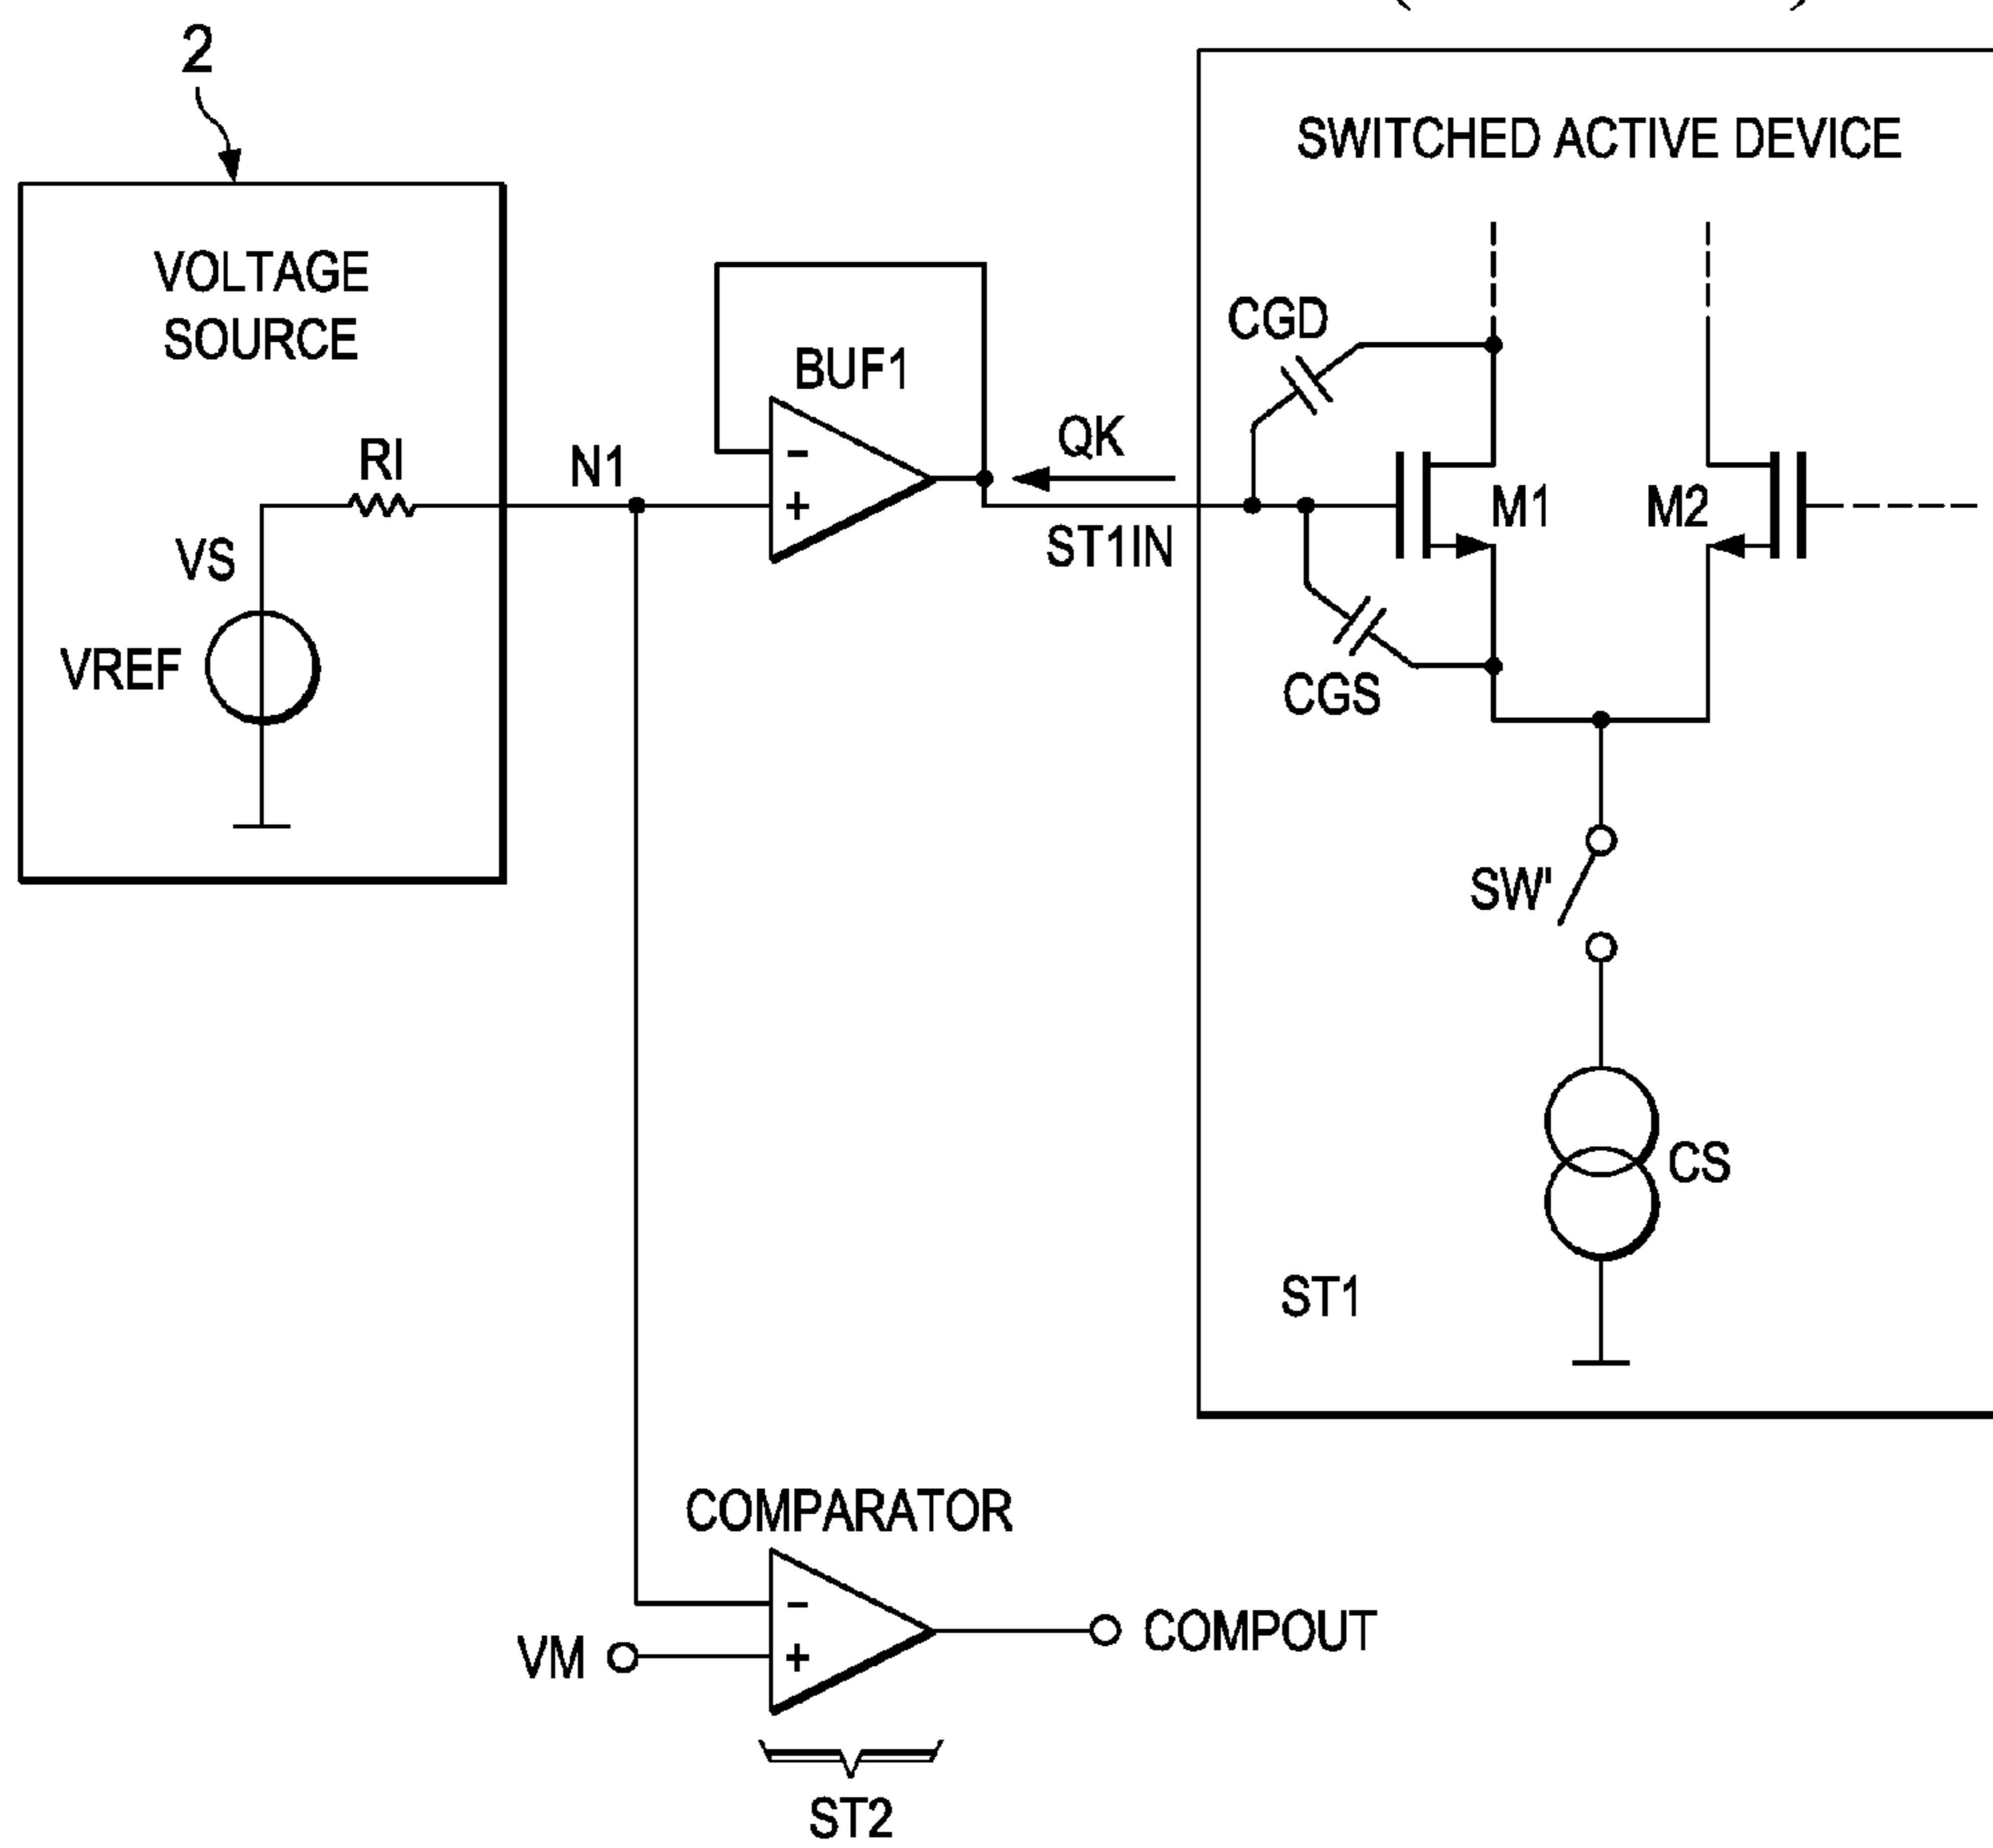 2
SWITCHED ACTIVE DEVICE
VOLTAGE
SOURCE
CGD
BUF1
QK
RI
N1
-
+
M1
M2
ST1IN
VS
VREF
CGS
SW'
CS
ST1
COMPARATOR
-
+
VM
COMPOUT
ST2